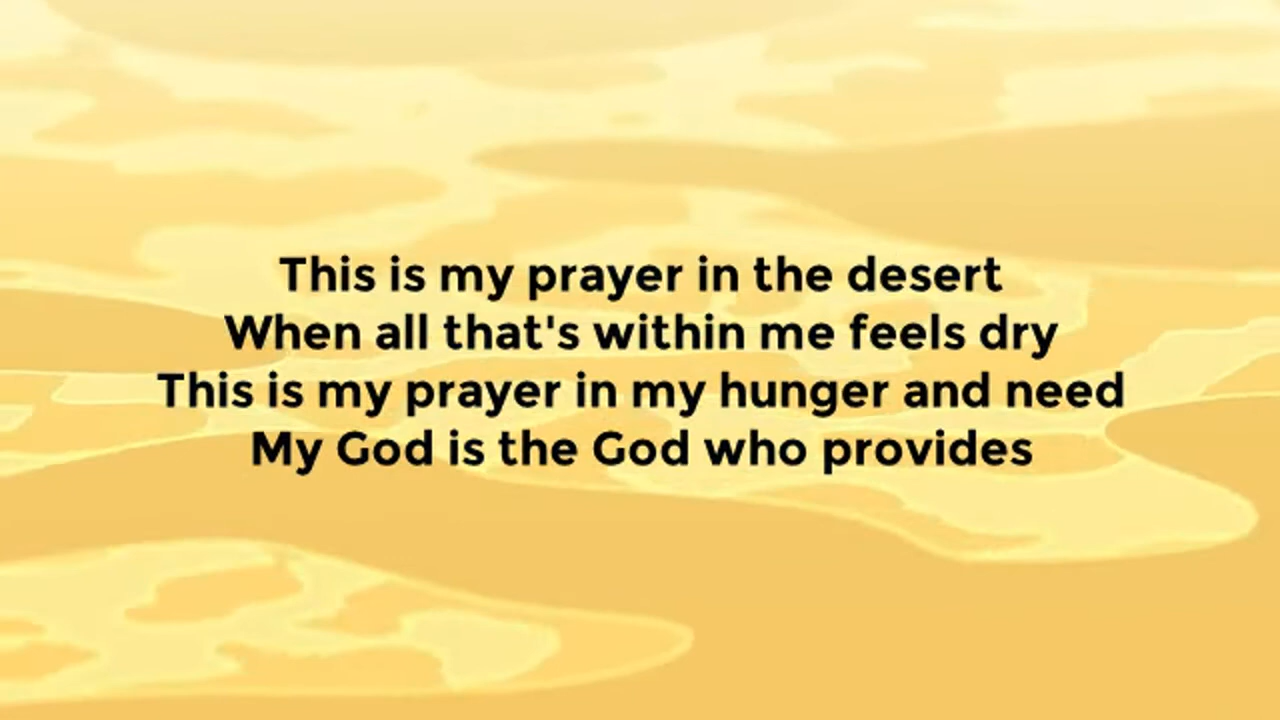 This is my prayer in the desert
When all that's within me feels dry
This is my prayer in my hunger and need
My God is the God who provides